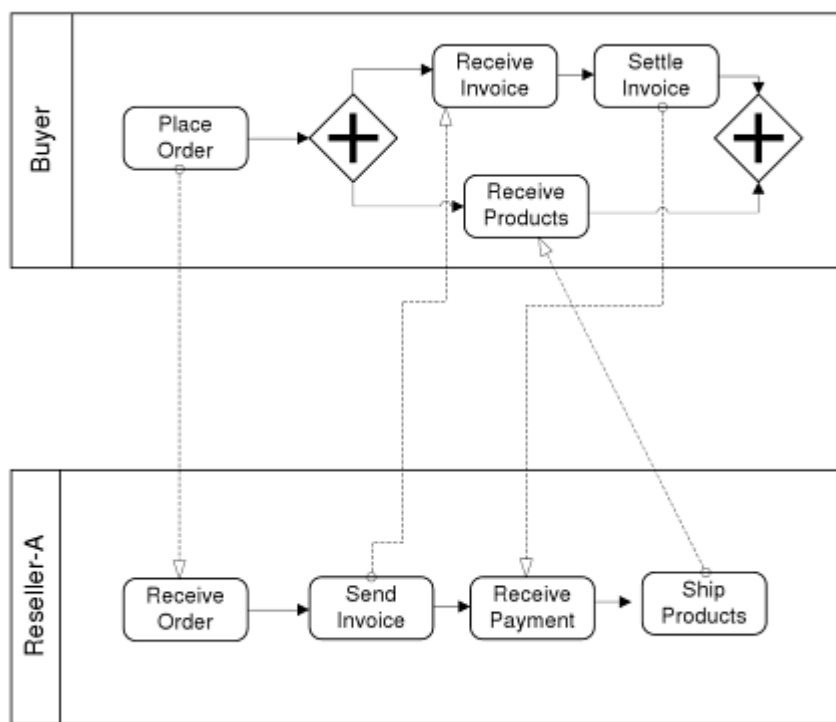 Buyer
Place
Order
Receive
Invoice
Settle
Invoice
Receive
Products
Reseller-A
Receive
Order
Send
Invoice
Receive
Payment
Ship
Products